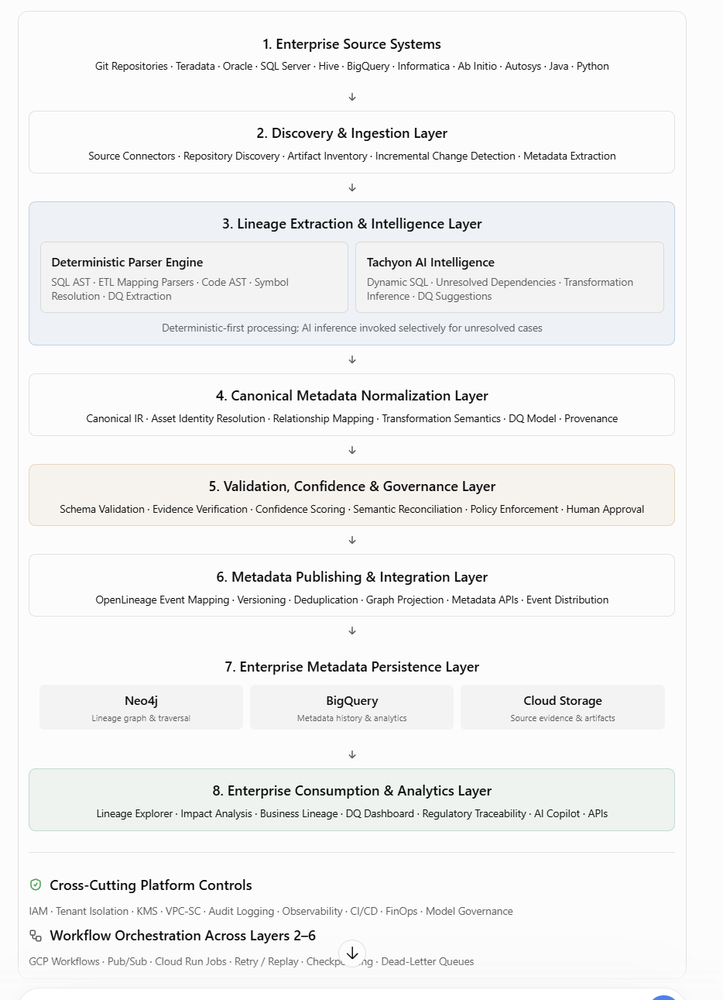 1. Enterprise Source Systems
Git Repositories · Teradata · Oracle · SQL Server · Hive · BigQuery · Informatica · Ab Initio · Autosys · Java · Python
↓
2. Discovery & Ingestion Layer
Source Connectors · Repository Discovery · Artifact Inventory · Incremental Change Detection · Metadata Extraction
↓
3. Lineage Extraction & Intelligence Layer
Deterministic Parser Engine
SQL AST · ETL Mapping Parsers · Code AST · Symbol
Resolution · DQ Extraction
Tachyon AI Intelligence
Dynamic SQL · Unresolved Dependencies · Transformation
Inference · DQ Suggestions
Deterministic-first processing; AI inference invoked selectively for unresolved cases
↓
4. Canonical Metadata Normalization Layer
Canonical IR · Asset Identity Resolution · Relationship Mapping · Transformation Semantics · DQ Model · Provenance
↓
5. Validation, Confidence & Governance Layer
Schema Validation · Evidence Verification · Confidence Scoring · Semantic Reconciliation · Policy Enforcement · Human Approval
↓
6. Metadata Publishing & Integration Layer
OpenLineage Event Mapping · Versioning · Deduplication · Graph Projection · Metadata APIs · Event Distribution
↓
7. Enterprise Metadata Persistence Layer
Neo4j
Lineage graph & traversal
BigQuery
Metadata history & analytics
Cloud Storage
Source evidence & artifacts
↓
8. Enterprise Consumption & Analytics Layer
Lineage Explorer · Impact Analysis · Business Lineage · DQ Dashboard · Regulatory Traceability · AI Copilot · APIs
Cross-Cutting Platform Controls
IAM · Tenant Isolation · KMS · VPC-SC · Audit Logging · Observability · CI/CD · FinOps · Model Governance
Workflow Orchestration Across Layers 2–6
GCP Workflows · Pub/Sub · Cloud Run Jobs · Retry / Replay · · Dead-Letter Queues